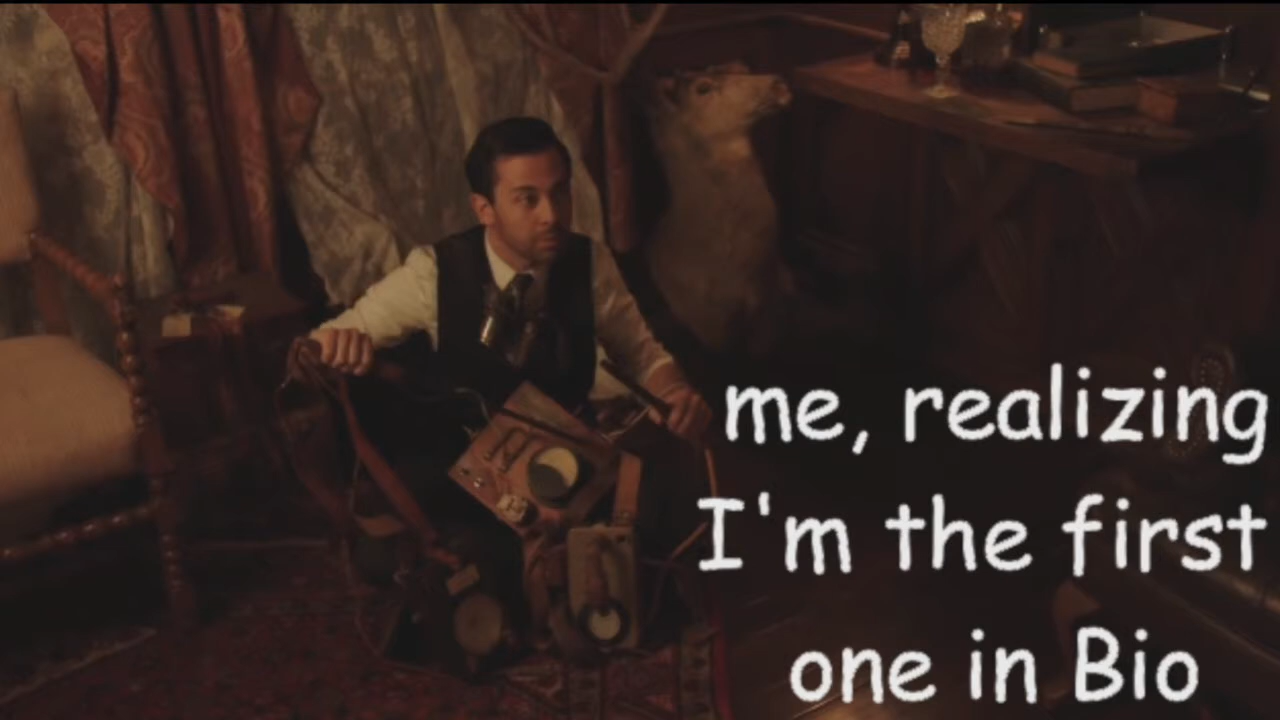 me, realizing
I'm the first
one in Bio